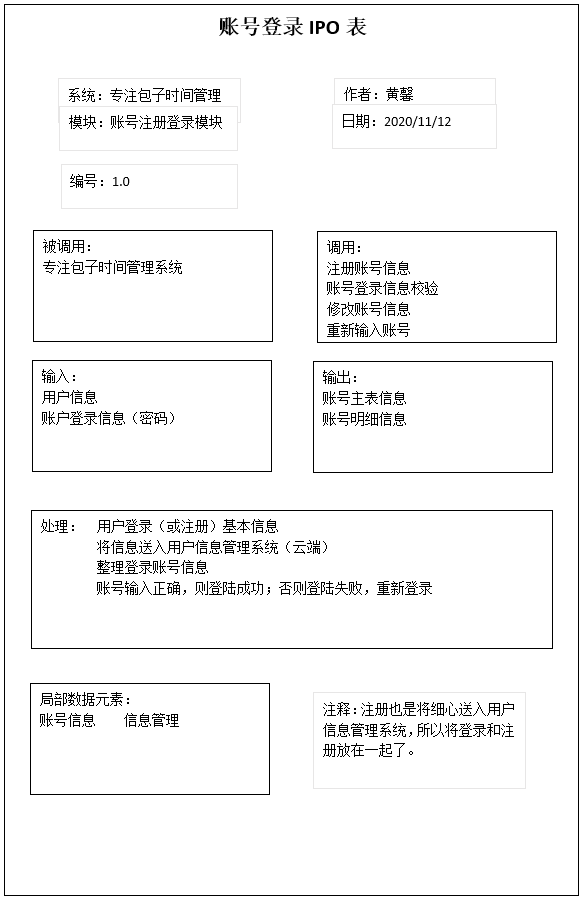 账号登录 IPO 表
系统：专注包子时间管理
作者：黄馨
模块：账号注册登录模块
日期：2020/11/12
编号：1.0
被调用：
专注包子时间管理系统
调用：
注册账号信息
账号登录信息校验
修改账号信息
重新输入账号
输入：
用户信息
账户登录信息（密码）
输出：
账号主表信息
账号明细信息
处理： 用户登录（或注册）基本信息
将信息送入用户信息管理系统（云端）
整理登录账号信息
账号输入正确，则登陆成功；否则登陆失败，重新登录
局部数据元素：
账号信息 信息管理
注释：注册也是将细心送入用户
信息管理系统，所以将登录和注
册放在一起了。